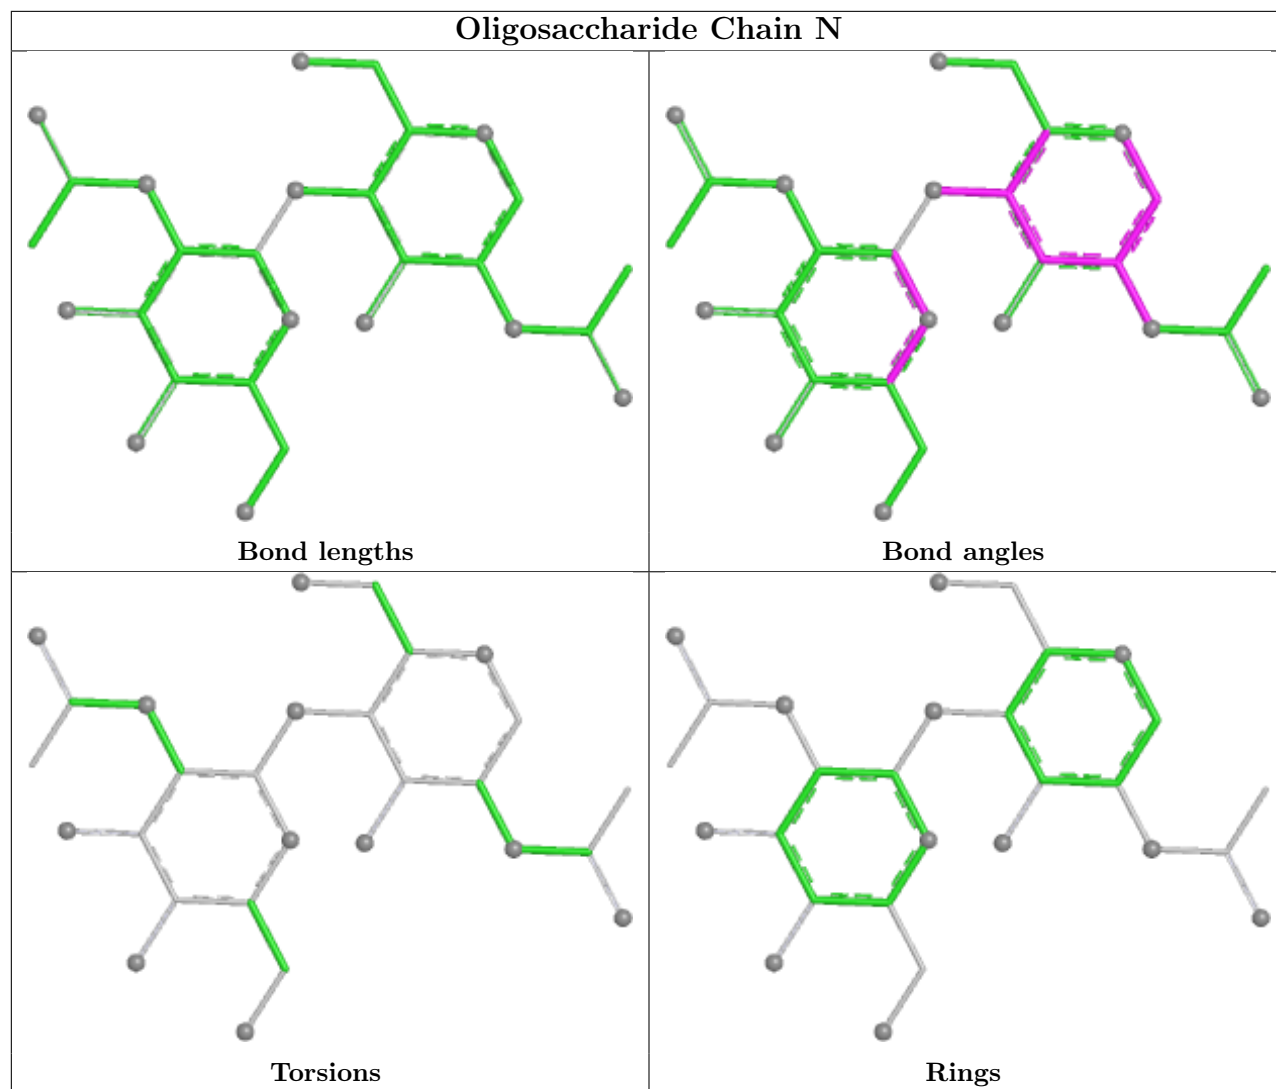 Oligosaccharide Chain N
Bond lengths
Bond angles
Torsions
Rings